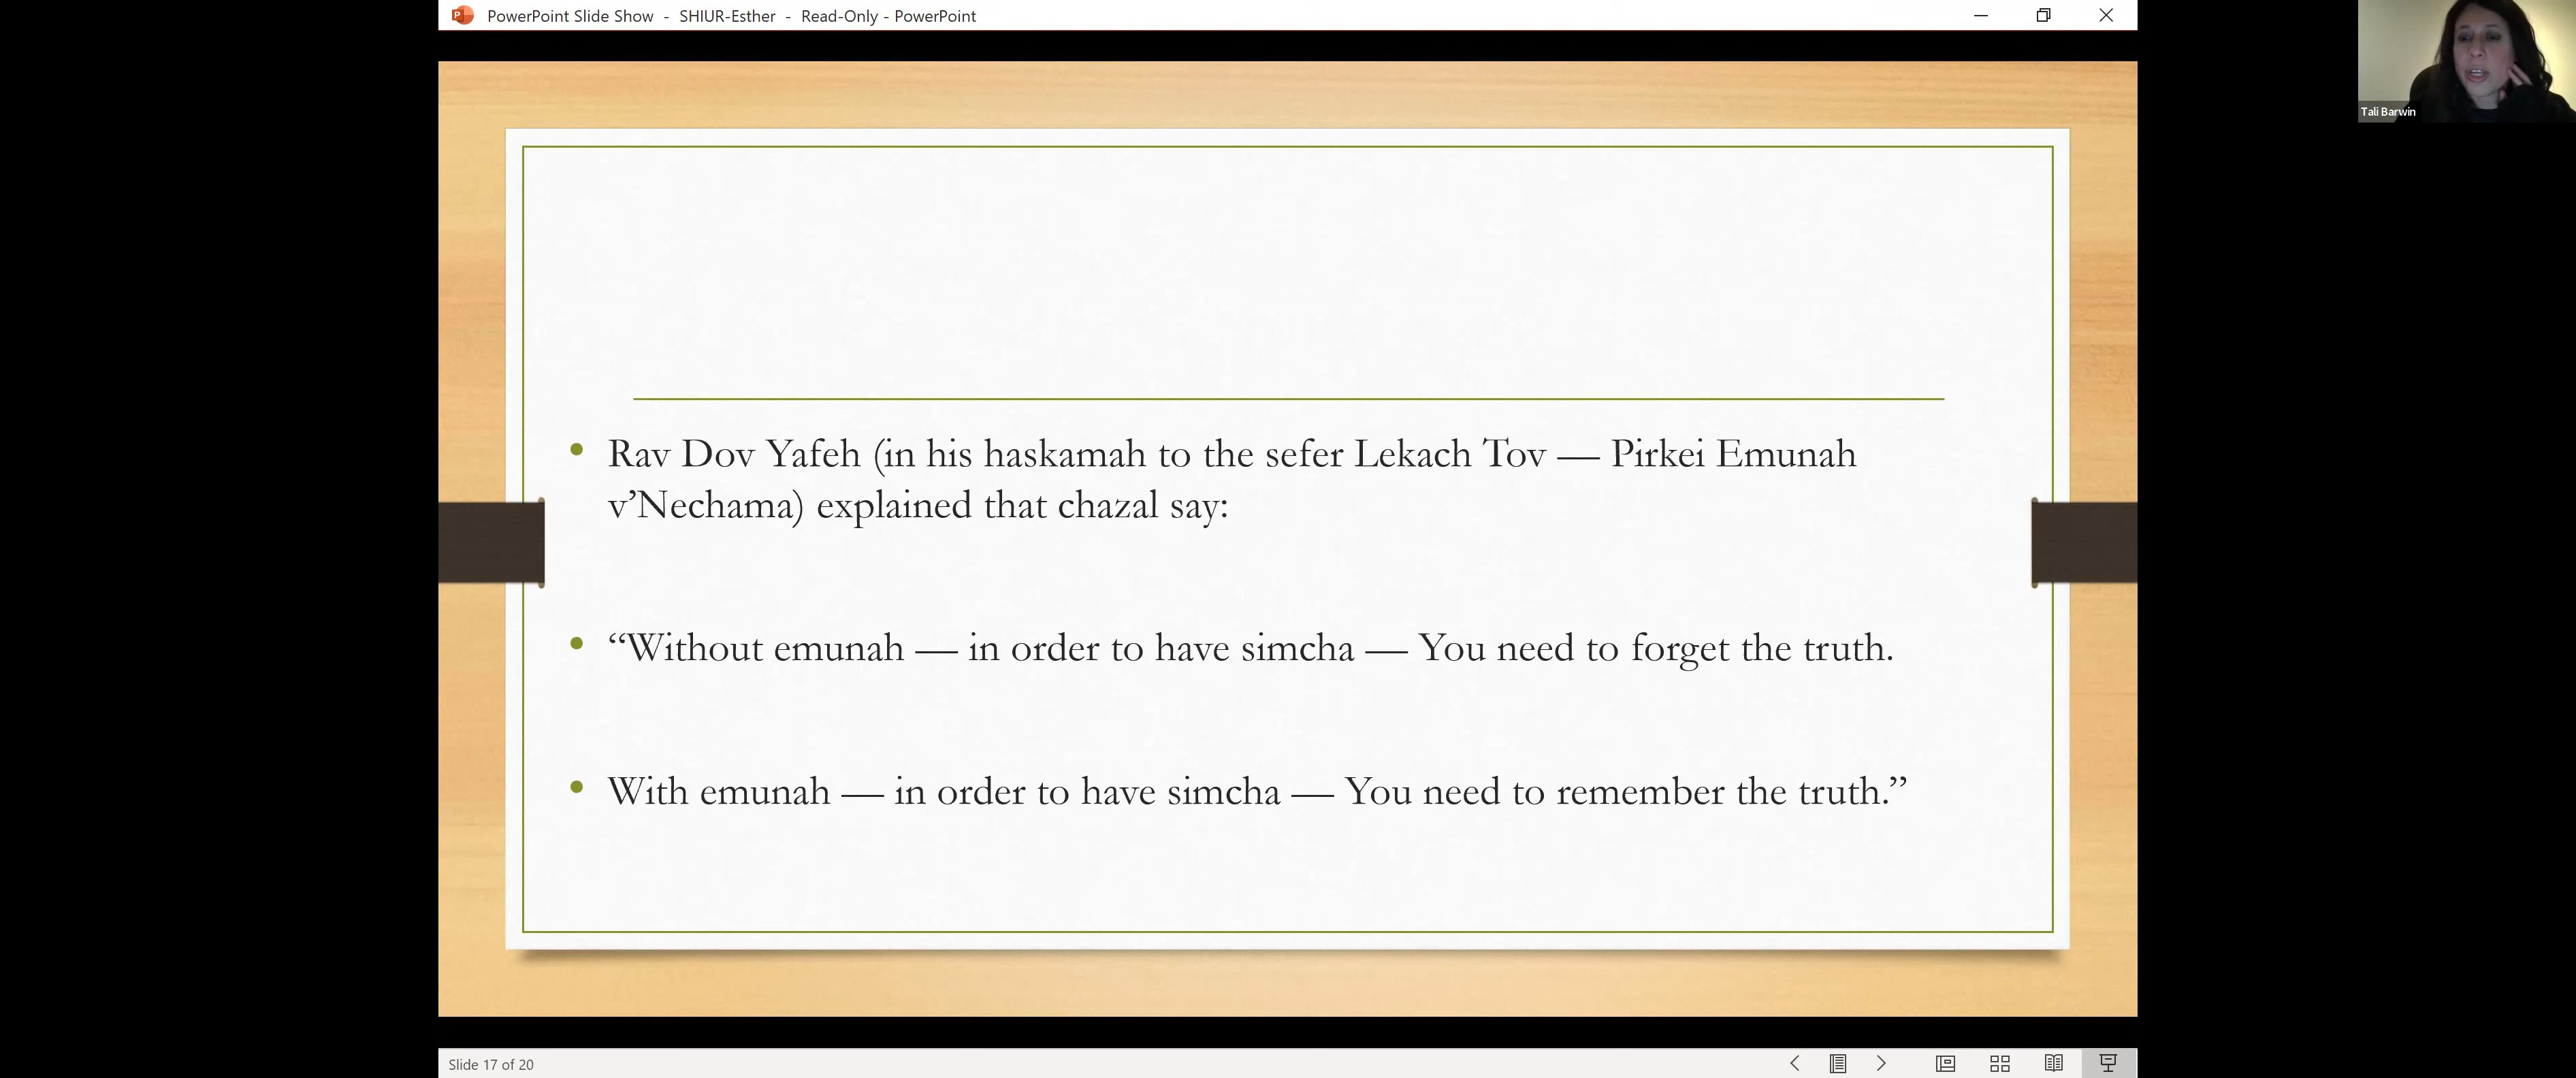 PowerPoint Slide Show - SHIUR-Esther - Read-Only - PowerPoint
Tali Barwin
Rav Dov Yafeh (in his haskamah to the sefer Lekach Tov — Pirkei Emunah
v’Nechama) explained that chazal say:
“Without emunah — in order to have simcha — You need to forget the truth.
With emunah — in order to have simcha — You need to remember the truth.”
Slide 17 of 20